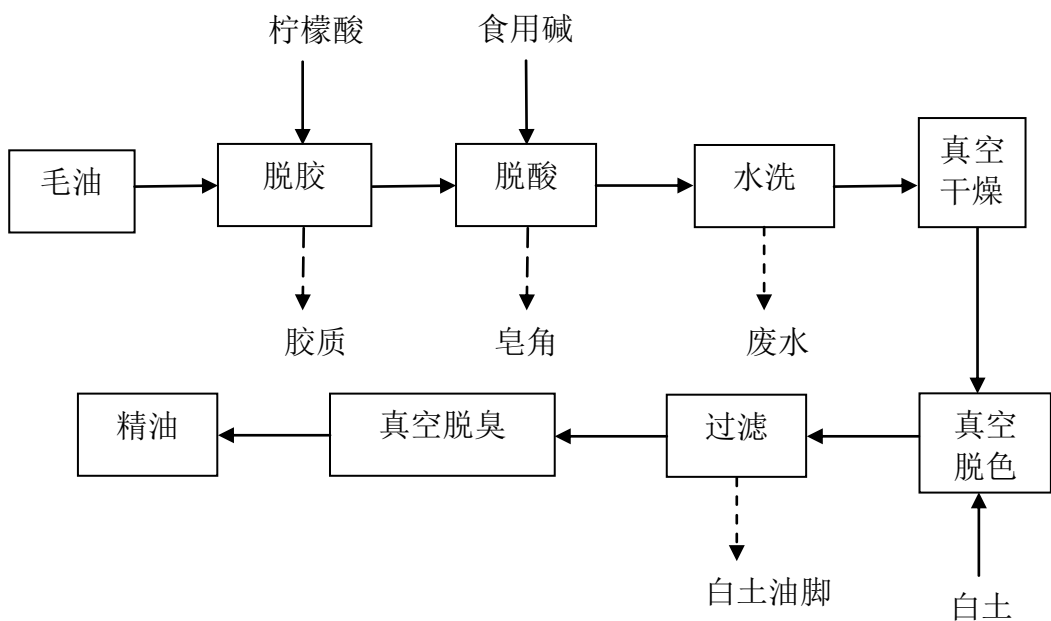 柠檬酸
食用碱
毛油
脱胶
脱酸
水洗
真空
干燥
胶质
皂角
废水
精油
真空脱臭
过滤
真空
脱色
白土油脚
白土